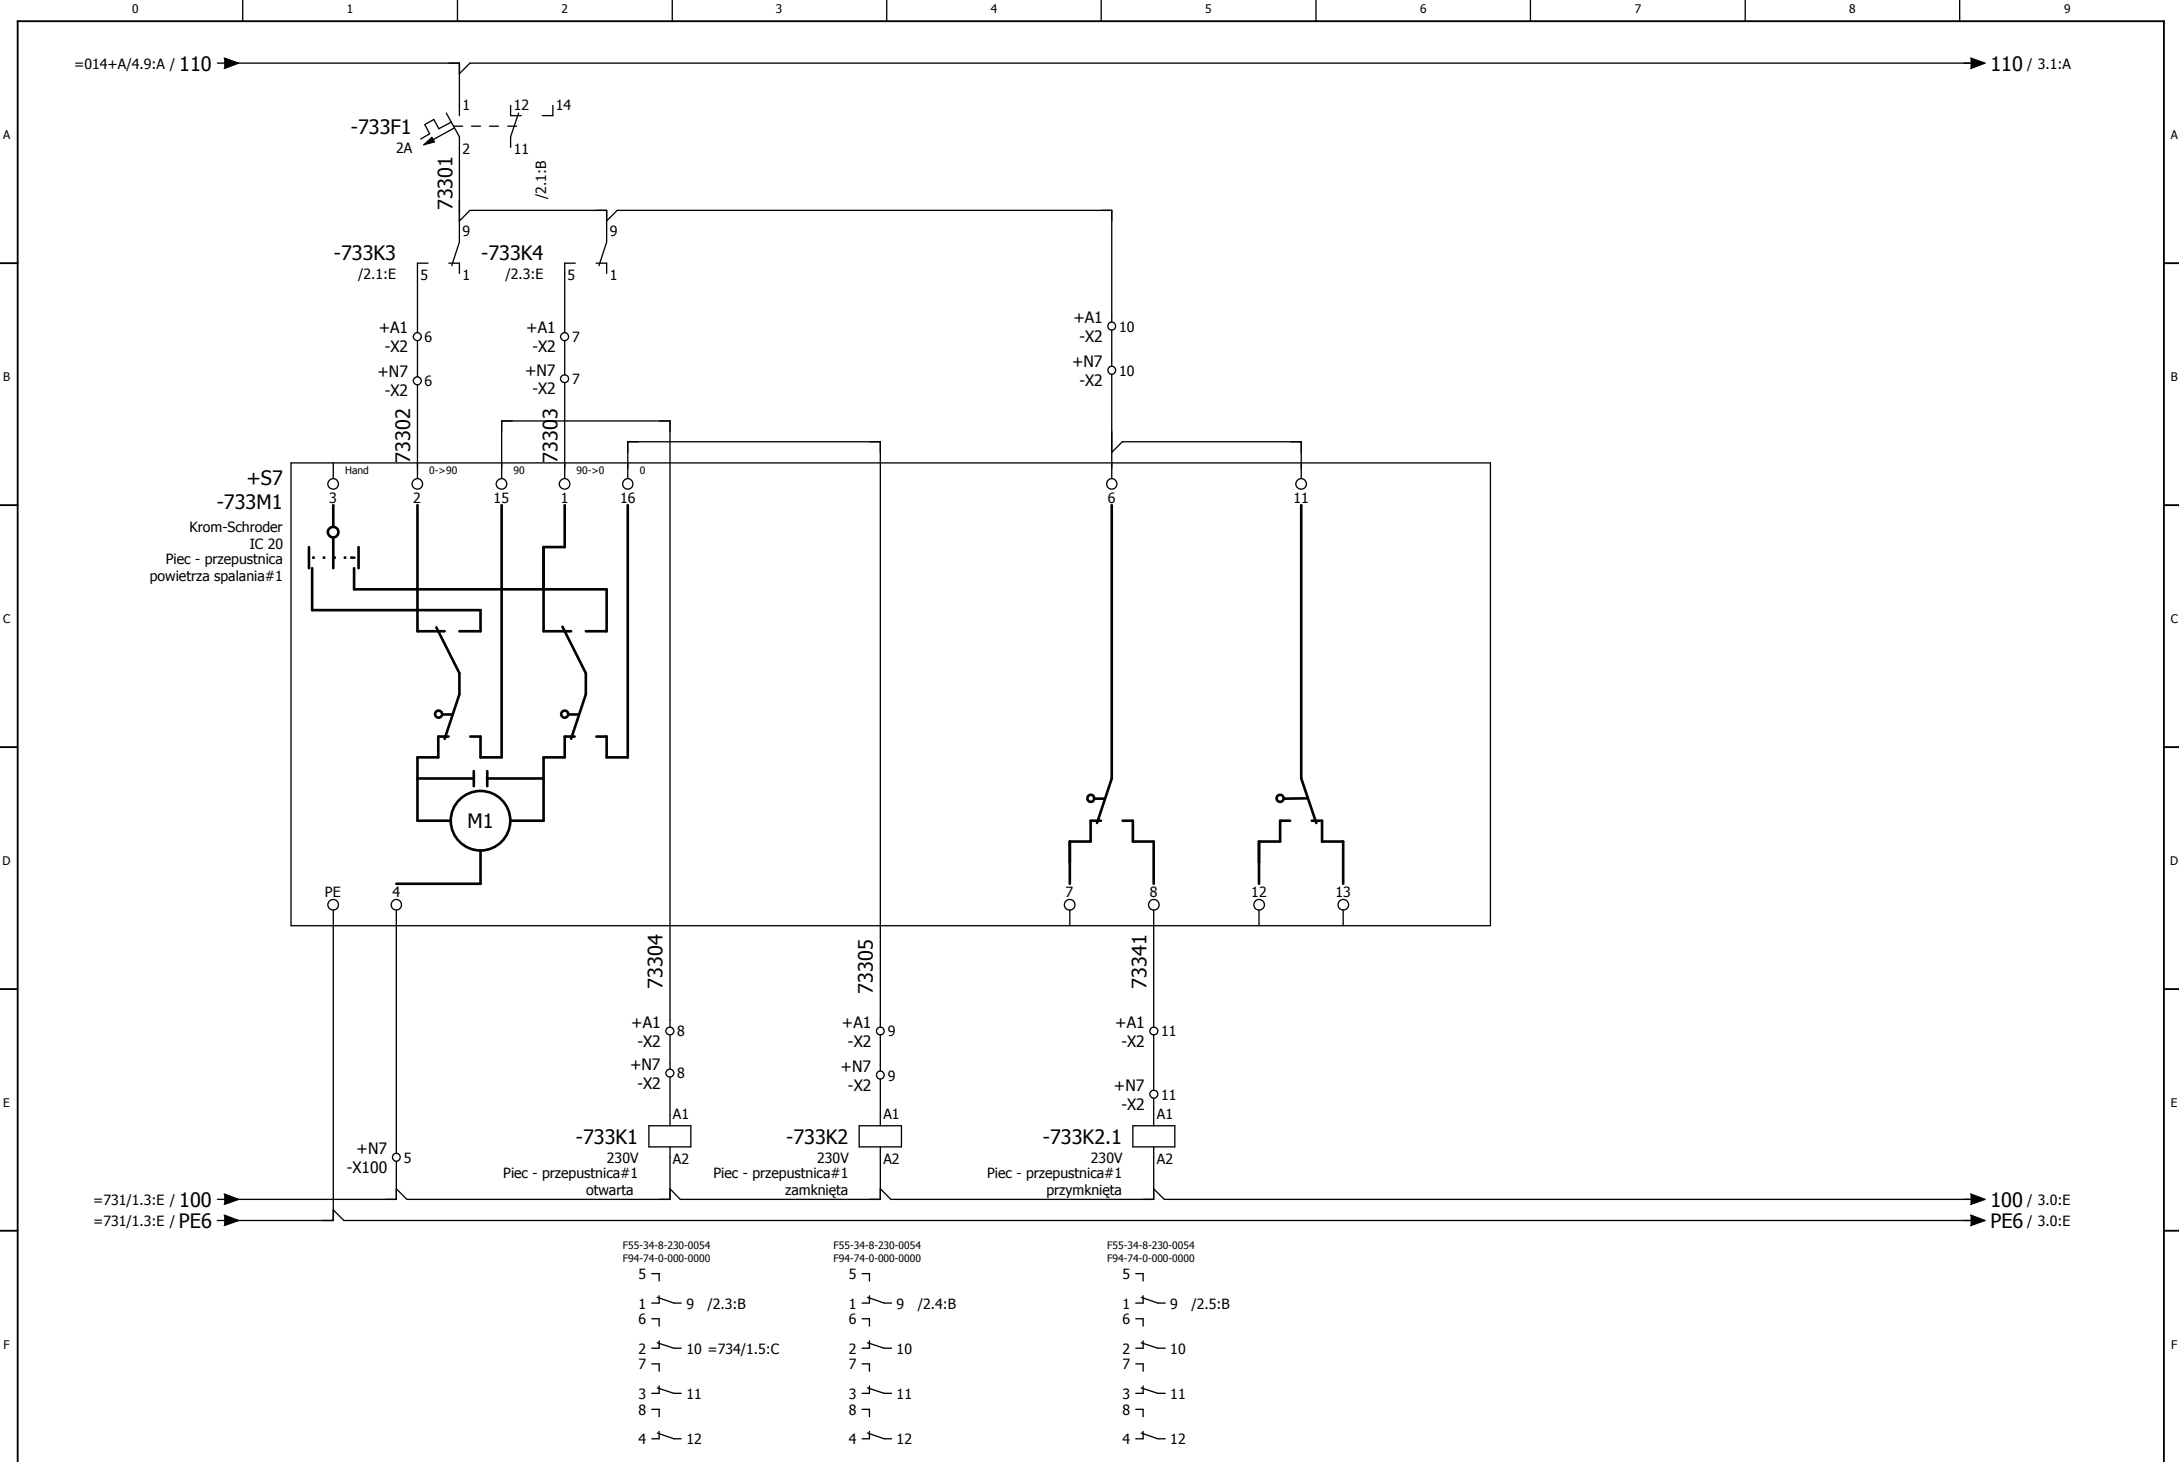 0 1 2 3 4 5 6 7 8 9
=014+A/4.9:A / 110
110 / 3.1:A
A
A
-733F1
2A
1
2
12
14
11
/2.1:B
73301
-733K3
/2.1:E
9
5
1
-733K4
/2.3:E
9
5
1
B
B
+A1
-X2
6
+N7
-X2
6
+A1
-X2
7
+N7
-X2
7
+A1
-X2
10
+N7
-X2
10
73302
73303
+S7
-733M1
Krom-Schroder
IC 20
Piec - przepustnica
powietrza spalania#1
Hand
0->90
90
90->0
0
3
2
15
1
16
6
11
C
C
M1
D
D
PE
4
7
8
12
13
73304
73305
73341
+A1
-X2
8
+N7
-X2
8
+A1
-X2
9
+N7
-X2
9
+A1
-X2
11
+N7
-X2
11
E
E
+N7
-X100
5
-733K1
230V
Piec - przepustnica#1
otwarta
A1
A2
-733K2
230V
Piec - przepustnica#1
zamknięta
A1
A2
-733K2.1
230V
Piec - przepustnica#1
przymknięta
A1
A2
=731/1.3:E / 100
100 / 3.0:E
=731/1.3:E / PE6
PE6 / 3.0:E
F
F
F55-34-8-230-0054
F94-74-0-000-0000
5
1 9 /2.3:B
6
2 10 =734/1.5:C
7
3 11
8
4 12
F55-34-8-230-0054
F94-74-0-000-0000
5
1 9 /2.4:B
6
2 10
7
3 11
8
4 12
F55-34-8-230-0054
F94-74-0-000-0000
5
1 9 /2.5:B
6
2 10
7
3 11
8
4 12